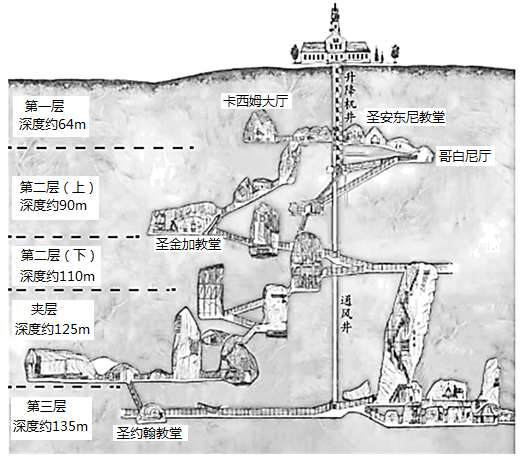 升降机井
第一层
深度约64m
卡西姆大厅
圣安东尼教堂
哥白尼厅
第二层（上）
深度约90m
圣金加教堂
第二层（下）
深度约110m
夹层
深度约125m
通风井
第三层
深度约135m
圣约翰教堂